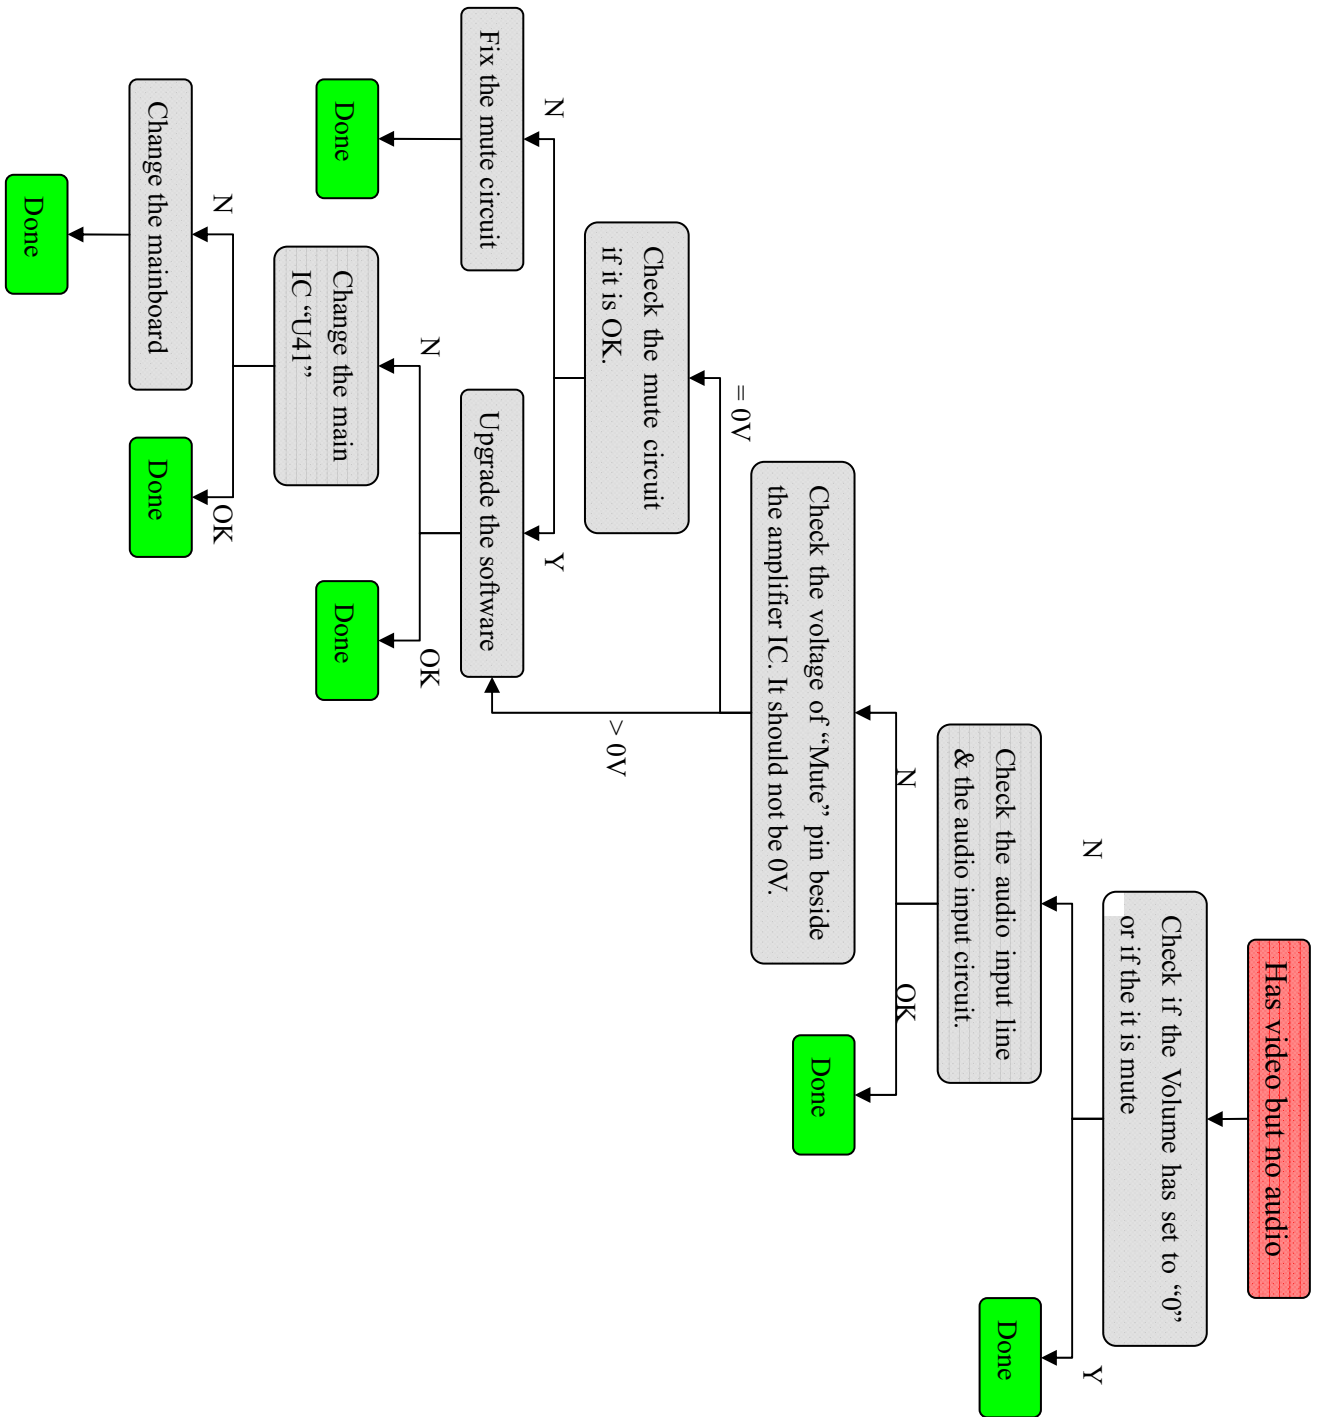 Has video but no audio
Check if the Volume has set to “0”
or if the it is mute
N
Y
Check the audio input line
& the audio input circuit.
Done
N
OK
Check the voltage of “Mute” pin beside
the amplifier IC. It should not be 0V.
Done
= 0V
> 0V
Check the mute circuit
if it is OK.
N
Y
Fix the mute circuit
Upgrade the software
N
OK
Done
Change the main
IC “U41”
Done
N
OK
Change the mainboard
Done
Done